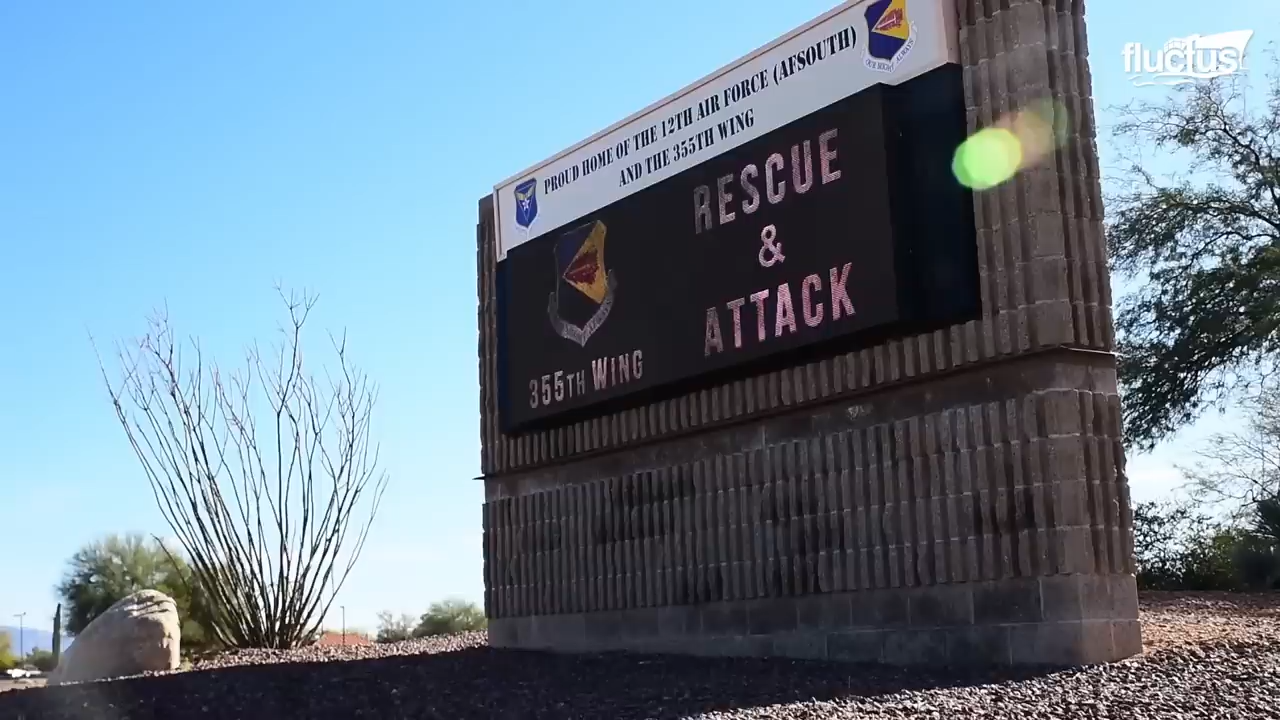 fluctus
PROUD HOME OF THE 12TH AIR FORCE (AFSOUTH)
AND THE 355TH WING
RESCUE
&
ATTACK
355TH WING